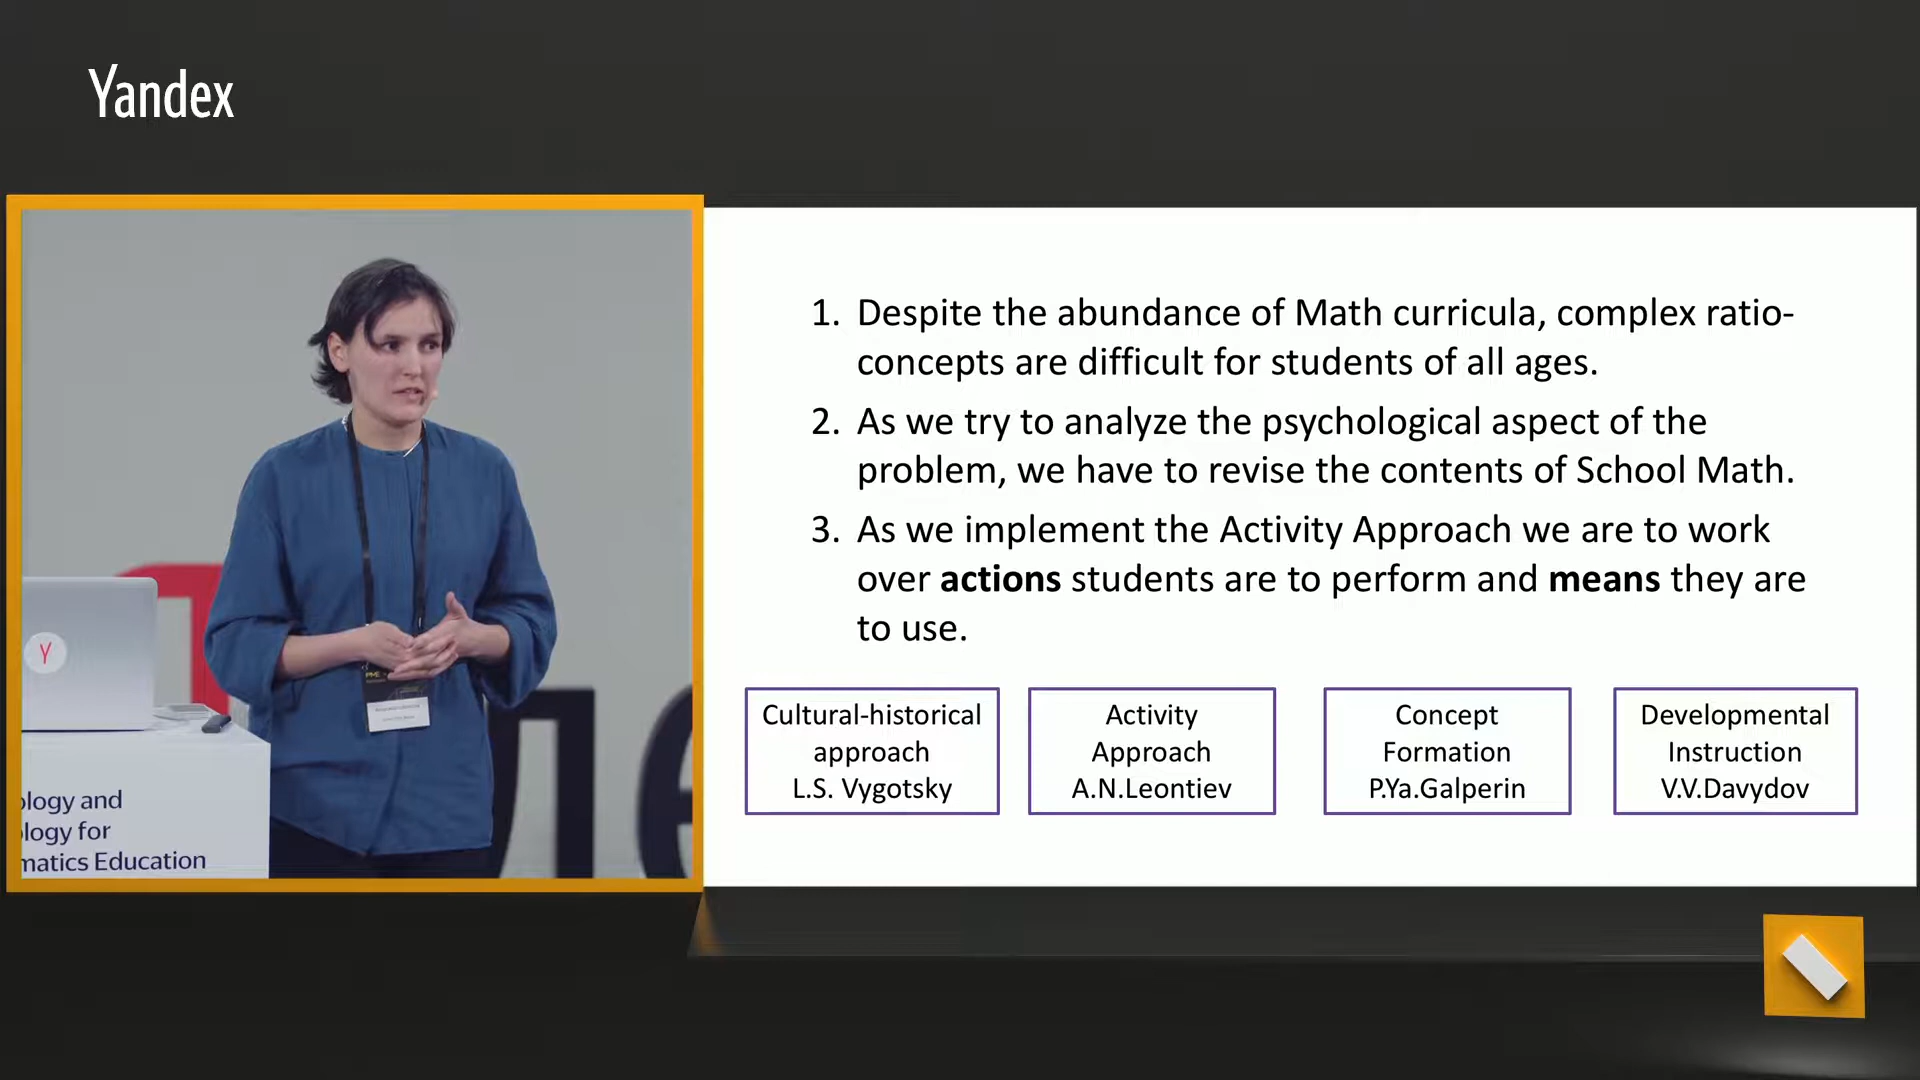 Yandex
1. Despite the abundance of Math curricula, complex ratio-
concepts are difficult for students of all ages.
2. As we try to analyze the psychological aspect of the
problem, we have to revise the contents of School Math.
3. As we implement the Activity Approach we are to work
over actions students are to perform and means they are
to use.
Cultural-historical
approach
L.S. Vygotsky
Activity
Approach
A.N.Leontiev
Concept
Formation
P.Ya.Galperin
Developmental
Instruction
V.V.Davydov
Y
PME
ology and
ology for
matics Education